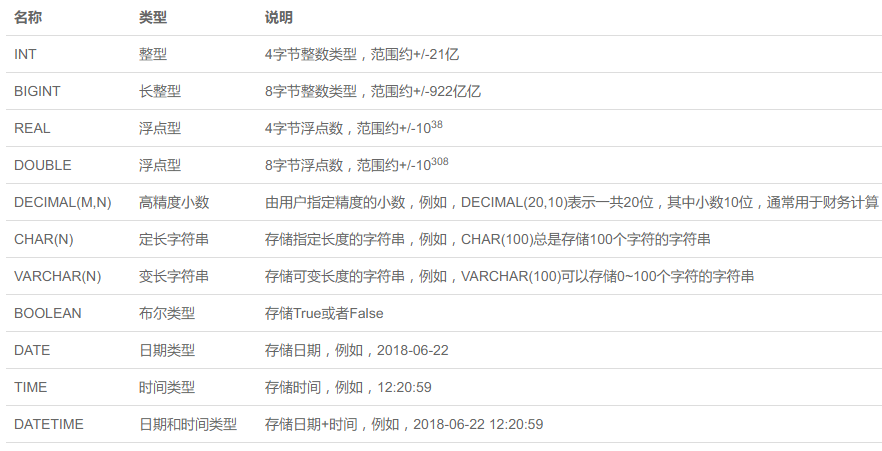 名称 类型 说明
INT 整型 4字节整数类型，范围约+/-21亿
BIGINT 长整型 8字节整数类型，范围约+/-922亿亿
REAL 浮点型 4字节浮点数，范围约+/-10³⁸
DOUBLE 浮点型 8字节浮点数，范围约+/-10³⁰⁸
DECIMAL(M,N) 高精度小数 由用户指定精度的小数，例如，DECIMAL(20,10)表示一共20位，其中小数10位，通常用于财务计算
CHAR(N) 定长字符串 存储指定长度的字符串，例如，CHAR(100)总是存储100个字符的字符串
VARCHAR(N) 变长字符串 存储可变长度的字符串，例如，VARCHAR(100)可以存储0~100个字符的字符串
BOOLEAN 布尔类型 存储True或者False
DATE 日期类型 存储日期，例如，2018-06-22
TIME 时间类型 存储时间，例如，12:20:59
DATETIME 日期和时间类型 存储日期+时间，例如，2018-06-22 12:20:59